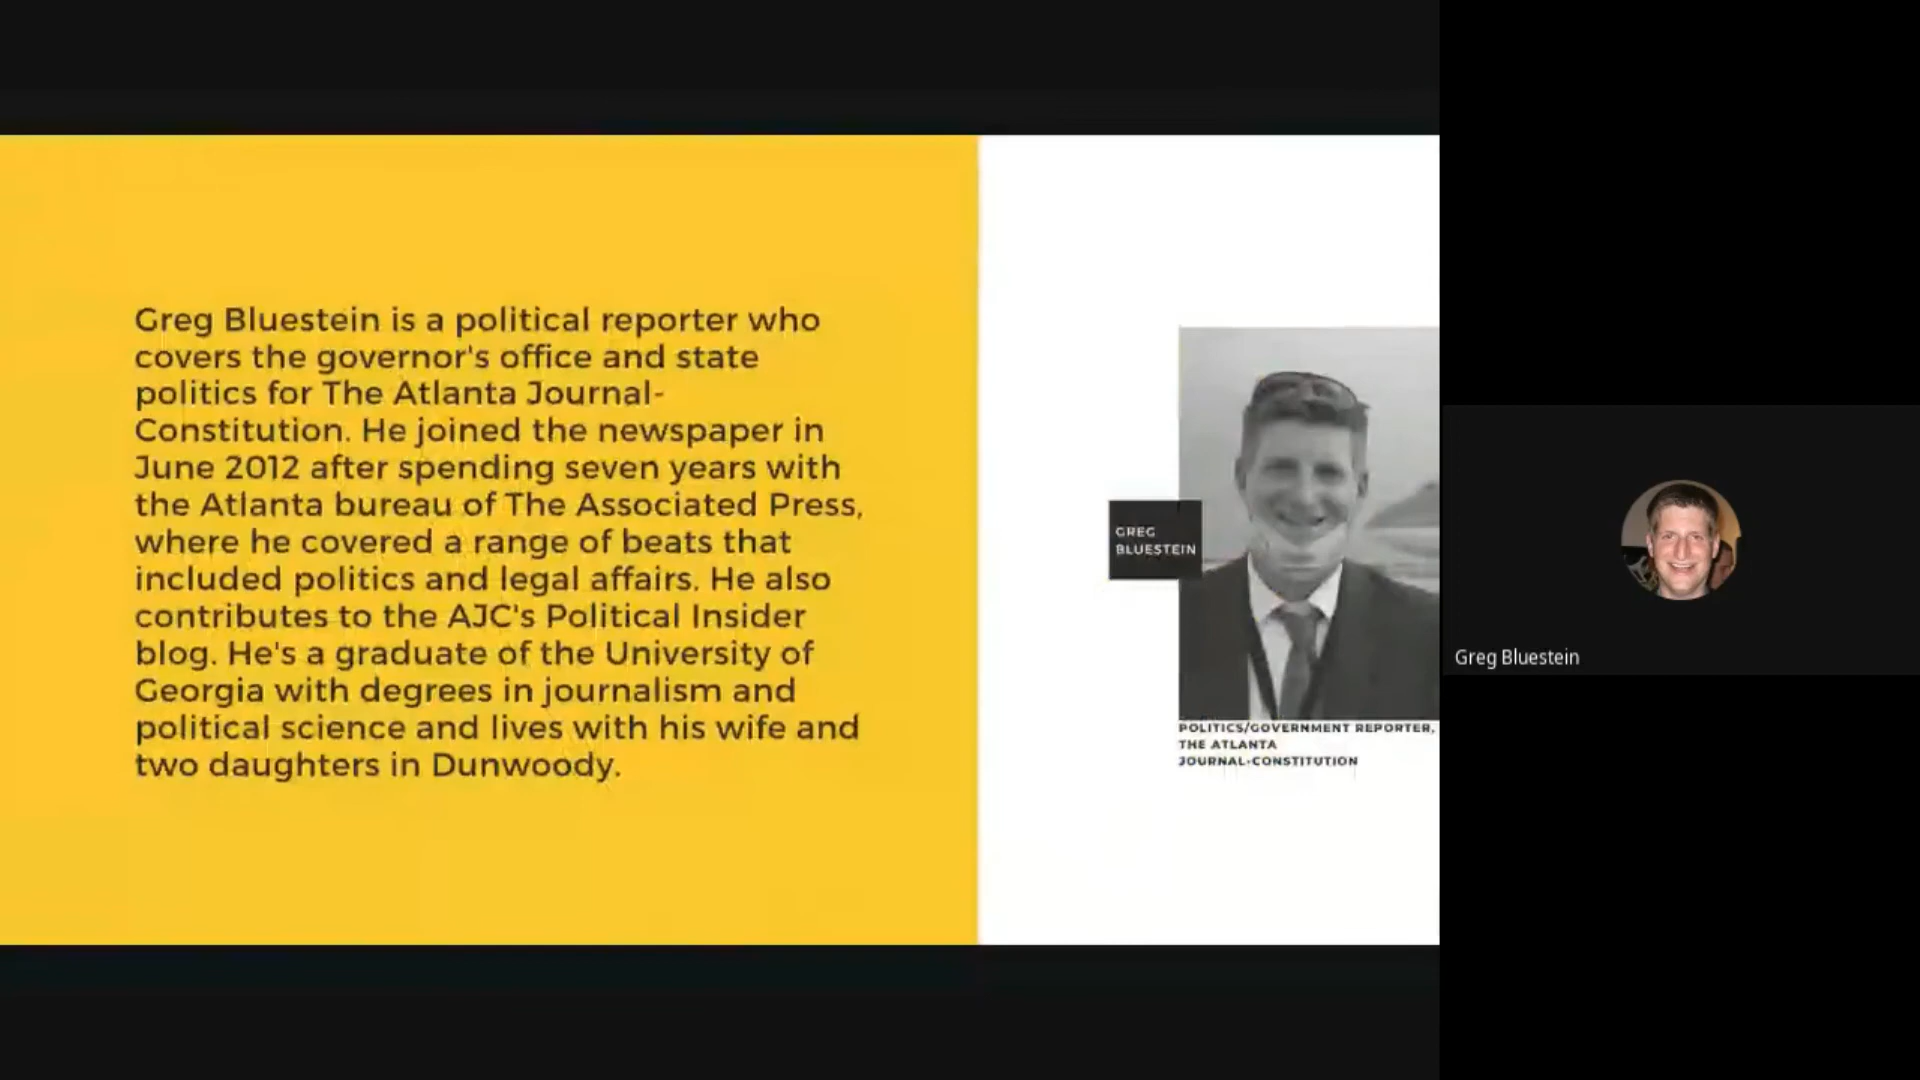 Greg Bluestein is a political reporter who
covers the governor's office and state
politics for The Atlanta Journal-
Constitution. He joined the newspaper in
June 2012 after spending seven years with
the Atlanta bureau of The Associated Press,
where he covered a range of beats that
included politics and legal affairs. He also
contributes to the AJC's Political Insider
blog. He's a graduate of the University of
Georgia with degrees in journalism and
political science and lives with his wife and
two daughters in Dunwoody.
GREG
BLUESTEIN
POLITICS/GOVERNMENT REPORTER,
THE ATLANTA
JOURNAL-CONSTITUTION
Greg Bluestein